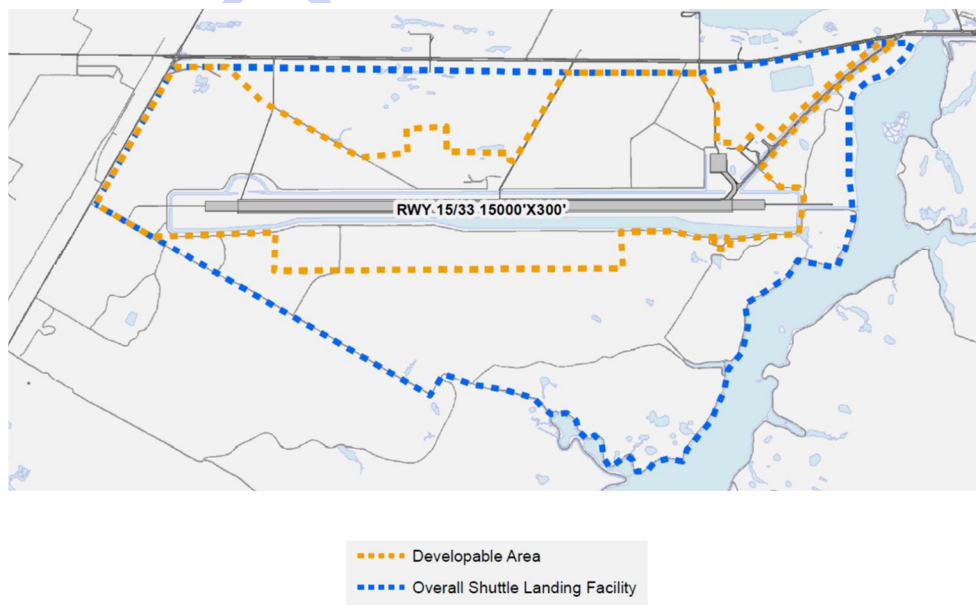 RWY 15/33 15000'X300'
Developable Area
Overall Shuttle Landing Facility